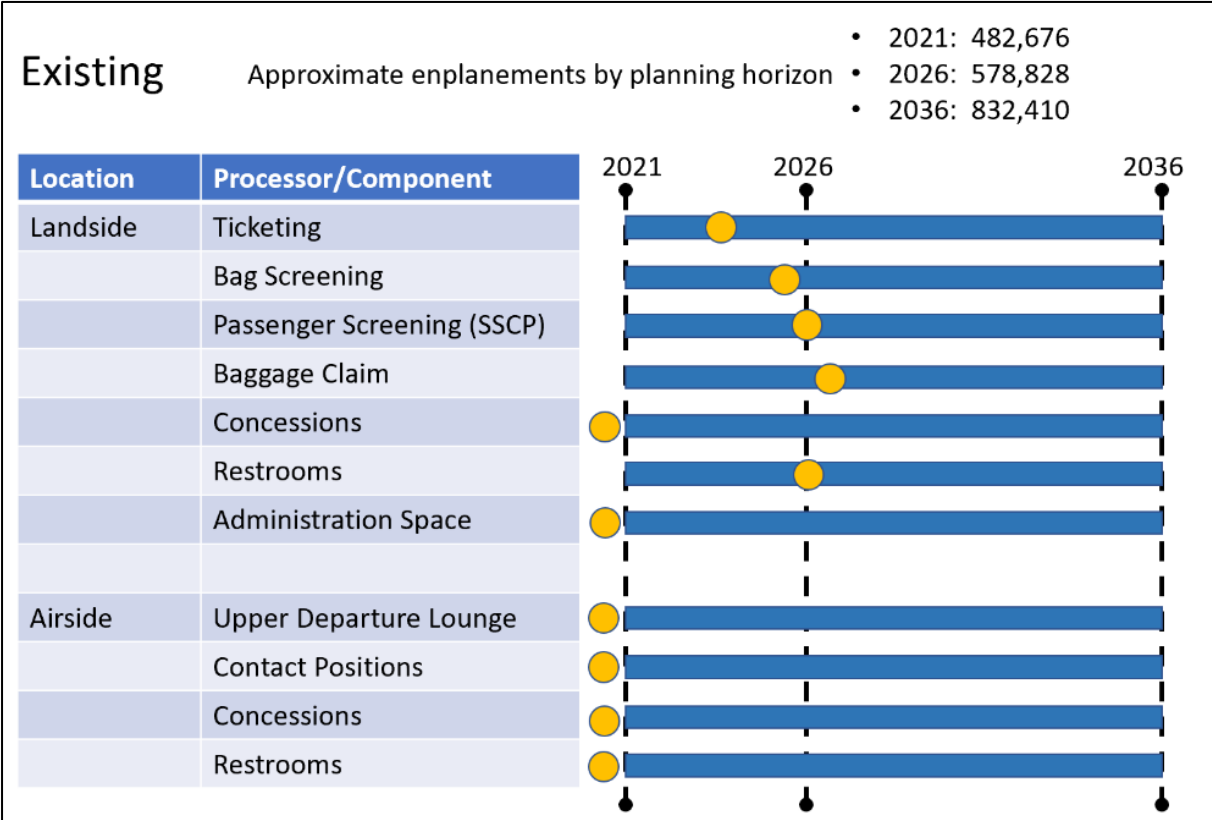 Existing
Approximate enplanements by planning horizon
• 2021: 482,676
• 2026: 578,828
• 2036: 832,410
Location Processor/Component
2021 2026 2036
Landside Ticketing
Bag Screening
Passenger Screening (SSCP)
Baggage Claim
Concessions
Restrooms
Administration Space
Airside Upper Departure Lounge
Contact Positions
Concessions
Restrooms